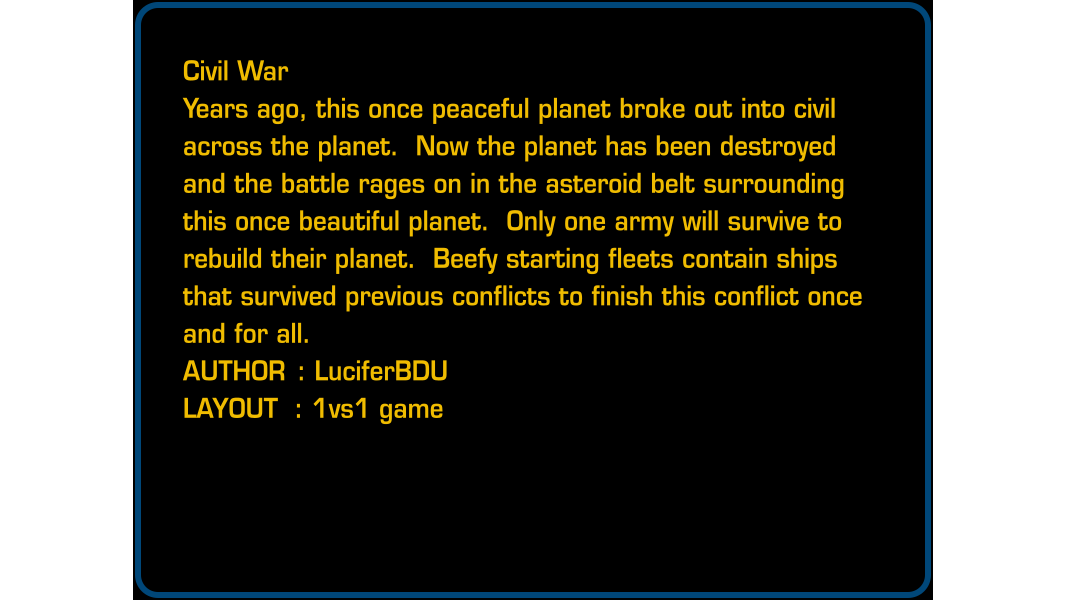 Civil War
Years ago, this once peaceful planet broke out into civil
across the planet.  Now the planet has been destroyed
and the battle rages on in the asteroid belt surrounding
this once beautiful planet.  Only one army will survive to
rebuild their planet.  Beefy starting fleets contain ships
that survived previous conflicts to finish this conflict once
and for all.
AUTHOR : LuciferBDU
LAYOUT  : 1vs1 game